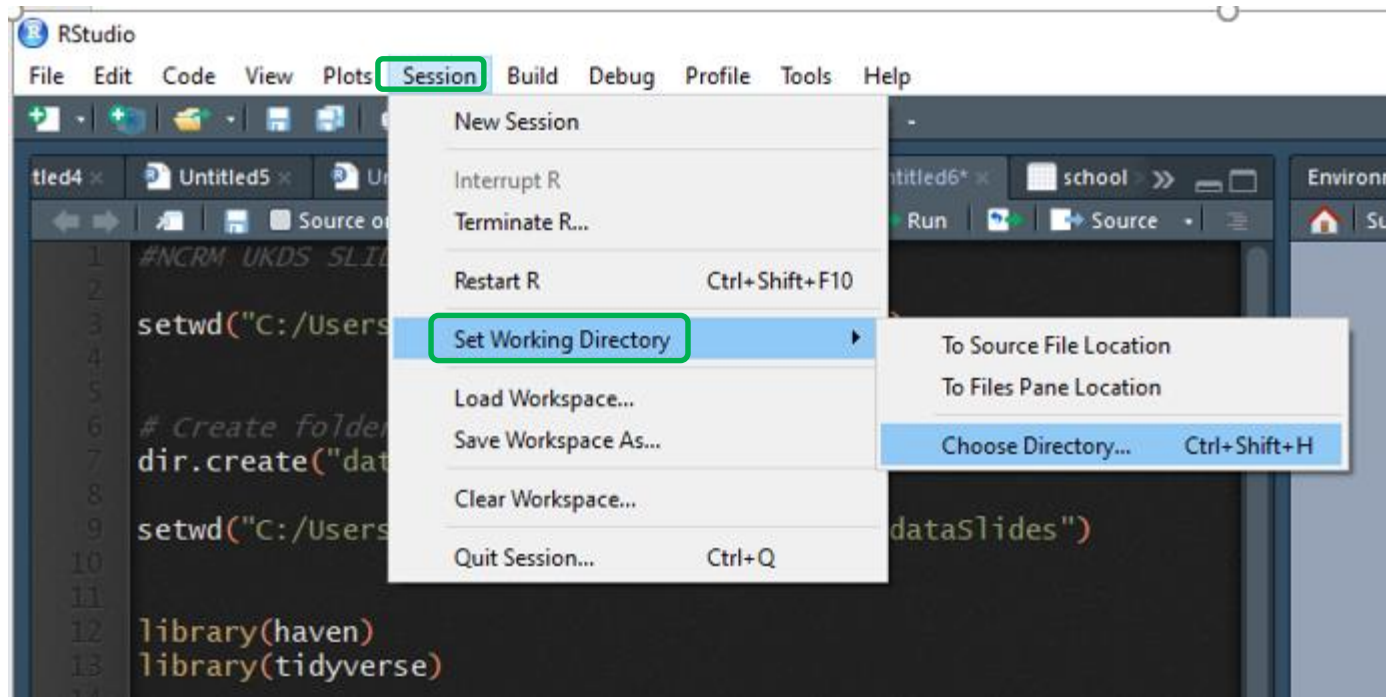 RStudio
File Edit Code View Plots Session Build Debug Profile Tools Help
New Session
Interrupt R
Terminate R...
Restart R Ctrl+Shift+F10
Set Working Directory
Load Workspace...
Save Workspace As...
Clear Workspace...
Quit Session... Ctrl+Q
To Source File Location
To Files Pane Location
Choose Directory... Ctrl+Shift+H
tled4 Untitled5 Un titled6* school Environ
Source o Run Source Su
1 #NCRM UKDS SLI
2
3 setwd("C:/Users )
4
5
6 # Create folde
7 dir.create("dat
8
9 setwd("C:/Users dataSlides")
10
11
12 library(haven)
13 library(tidyverse)
14